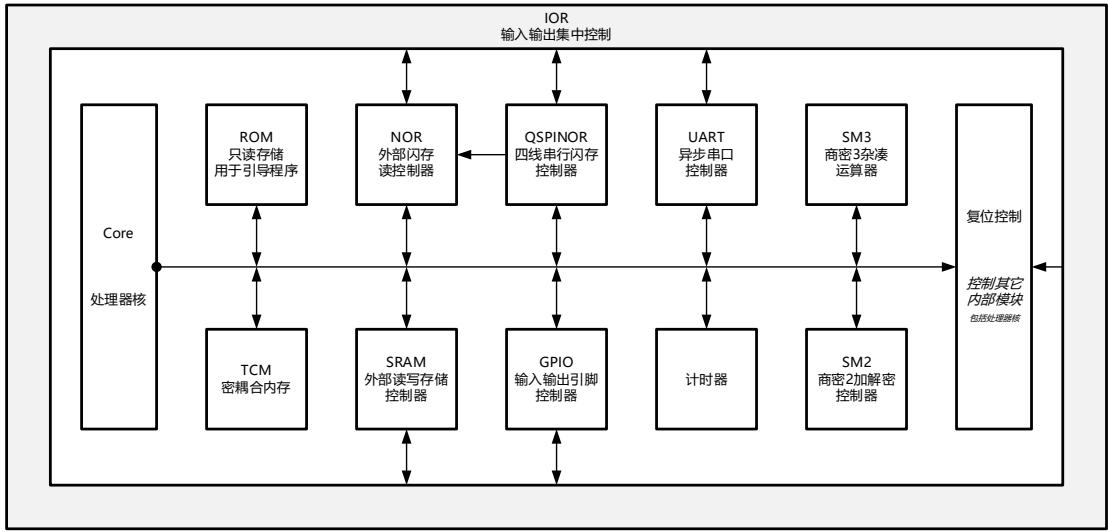 IOR
输入输出集中控制
Core
处理器核
ROM
只读存储
用于引导程序
NOR
外部闪存
读控制器
QSPINOR
四线串行闪存
控制器
UART
异步串口
控制器
SM3
商密3杂凑
运算器
复位控制
控制其它
内部模块
包括处理器核
TCM
密耦合内存
SRAM
外部读写存储
控制器
GPIO
输入输出引脚
控制器
计时器
SM2
商密2加解密
控制器